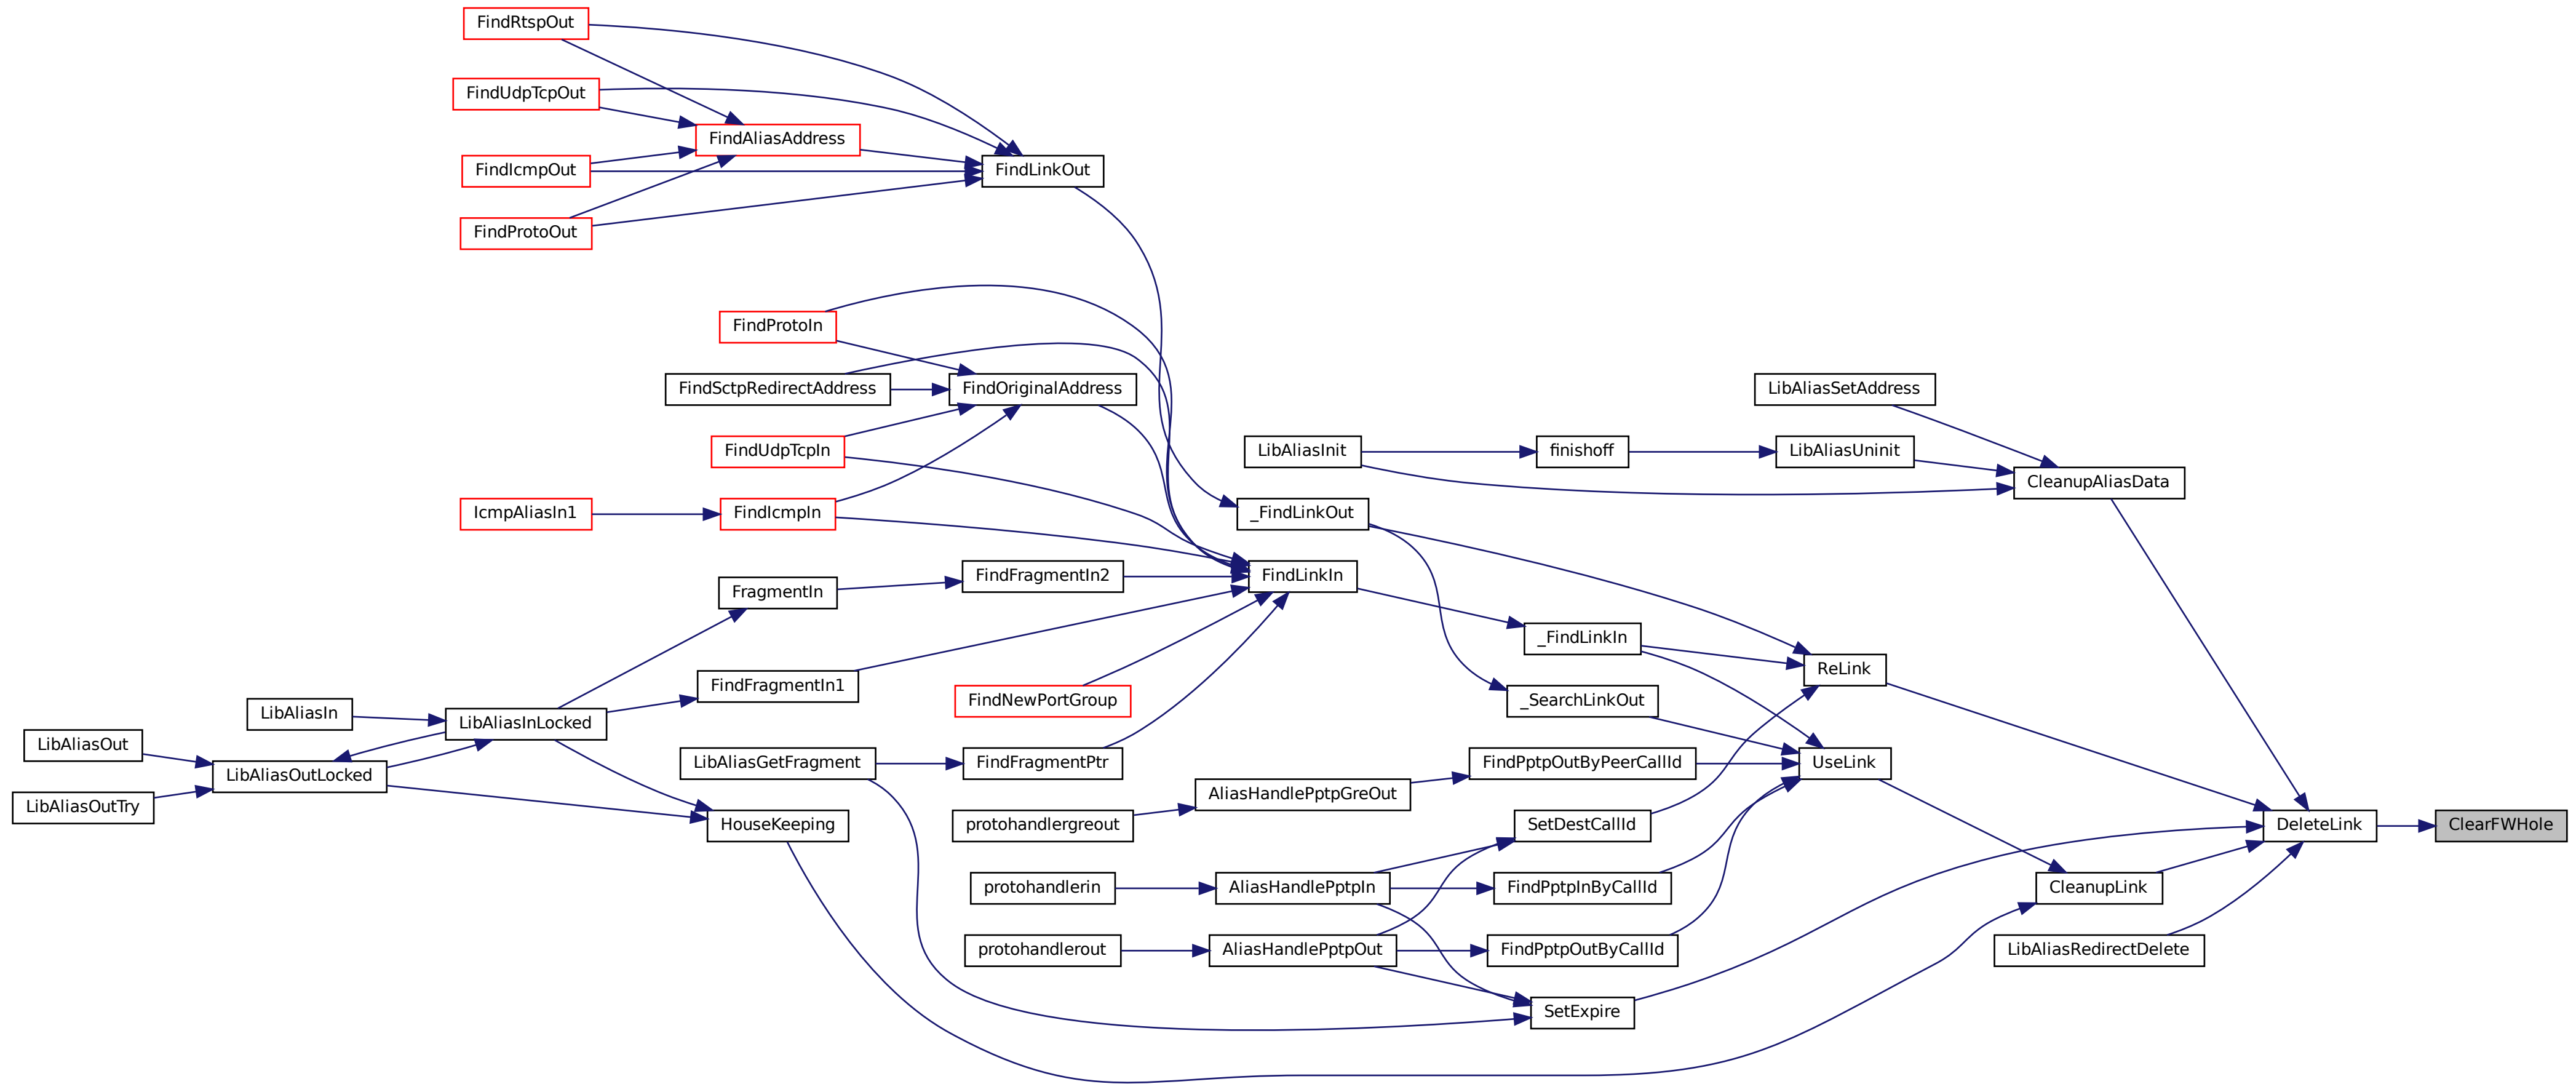 FindRtspOut
FindUdpTcpOut
FindAliasAddress
FindIcmpOut
FindLinkOut
FindProtoOut
FindProtoIn
FindSctpRedirectAddress
FindOriginalAddress
LibAliasSetAddress
FindUdpTcpIn
LibAliasInit
finishoff
LibAliasUninit
CleanupAliasData
IcmpAliasIn1
FindIcmpIn
_FindLinkOut
FragmentIn
FindFragmentIn2
FindLinkIn
_FindLinkIn
ReLink
FindFragmentIn1
FindNewPortGroup
_SearchLinkOut
LibAliasIn
LibAliasInLocked
LibAliasOut
LibAliasOutLocked
LibAliasGetFragment
FindFragmentPtr
FindPptpOutByPeerCallId
UseLink
LibAliasOutTry
AliasHandlePptpGreOut
HouseKeeping
protohandlergreout
SetDestCallId
DeleteLink
ClearFWHole
protohandlerin
AliasHandlePptpIn
FindPptpInByCallId
CleanupLink
protohandlerout
AliasHandlePptpOut
FindPptpOutByCallId
LibAliasRedirectDelete
SetExpire